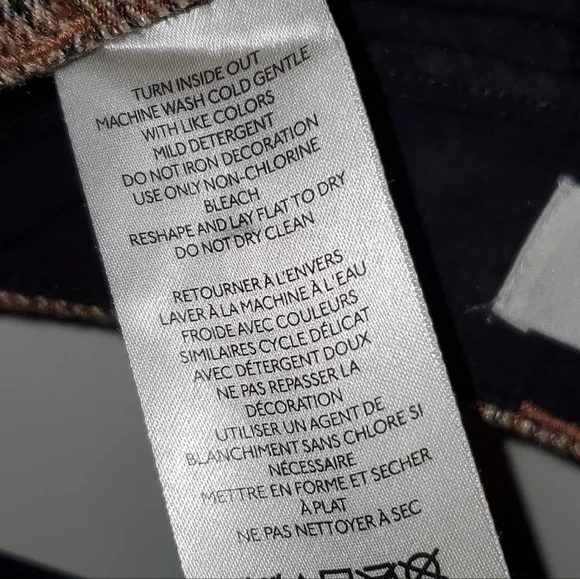 TURN INSIDE OUT
MACHINE WASH COLD GENTLE
WITH LIKE COLORS
MILD DETERGENT
DO NOT IRON DECORATION
USE ONLY NON-CHLORINE
BLEACH
RESHAPE AND LAY FLAT TO DRY
DO NOT DRY CLEAN
RETOURNER À L'ENVERS
LAVER À LA MACHINE À L'EAU
FROIDE AVEC COULEURS
SIMILAIRES CYCLE DÉLICAT
AVEC DÉTERGENT DOUX
NE PAS REPASSER LA
DÉCORATION
UTILISER UN AGENT DE
BLANCHIMENT SANS CHLORE SI
NÉCESSAIRE
METTRE EN FORME ET SECHER
À PLAT
NE PAS NETTOYER À SEC